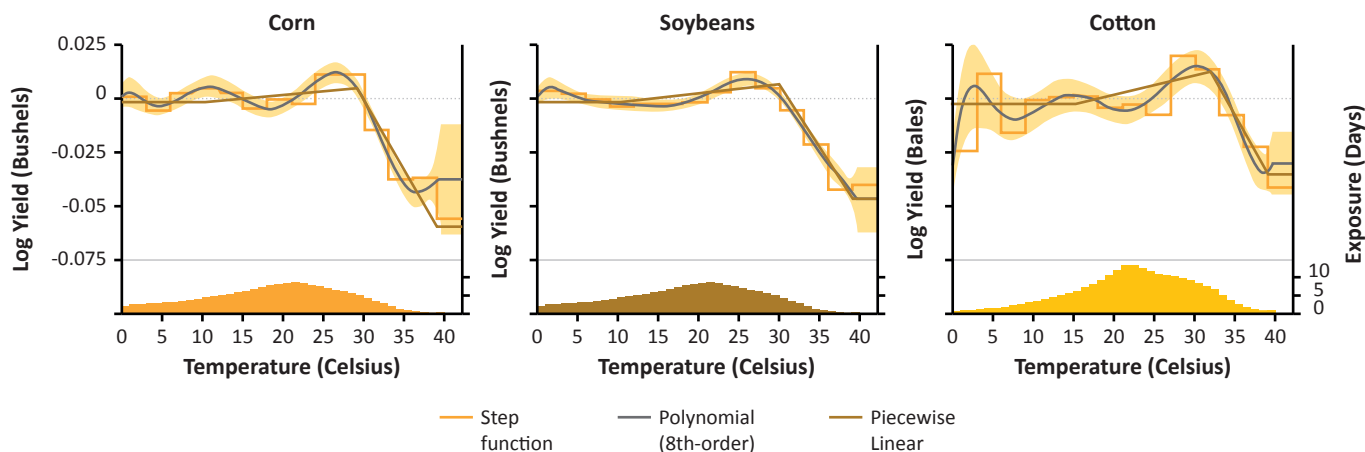 Corn
Soybeans
Cotton
0.025
0
-0.025
-0.05
-0.075
Log Yield (Bushels)
Log Yield (Bushnels)
Log Yield (Bales)
Exposure (Days)
10
5
0
0 5 10 15 20 25 30 35 40
0 5 10 15 20 25 30 35 40
0 5 10 15 20 25 30 35 40
Temperature (Celsius)
Temperature (Celsius)
Temperature (Celsius)
Step
function
Polynomial
(8th-order)
Piecewise
Linear